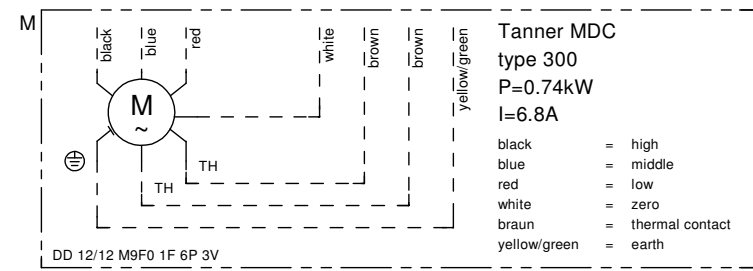 M
black
blue
red
white
brown
brown
yellow/green
M
~
TH
TH
DD 12/12 M9F0 1F 6P 3V
Tanner MDC
type 300
P=0.74kW
I=6.8A
black = high
blue = middle
red = low
white = zero
braun = thermal contact
yellow/green = earth